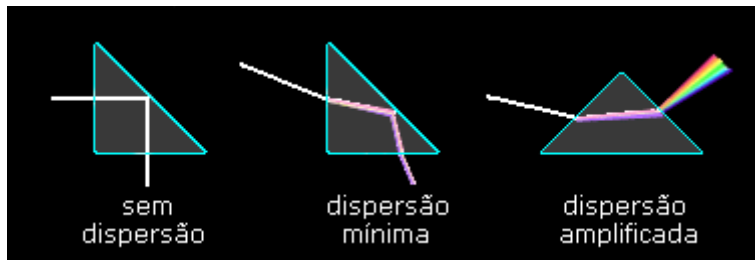 sem
dispersão
dispersão
mínima
dispersão
amplificada